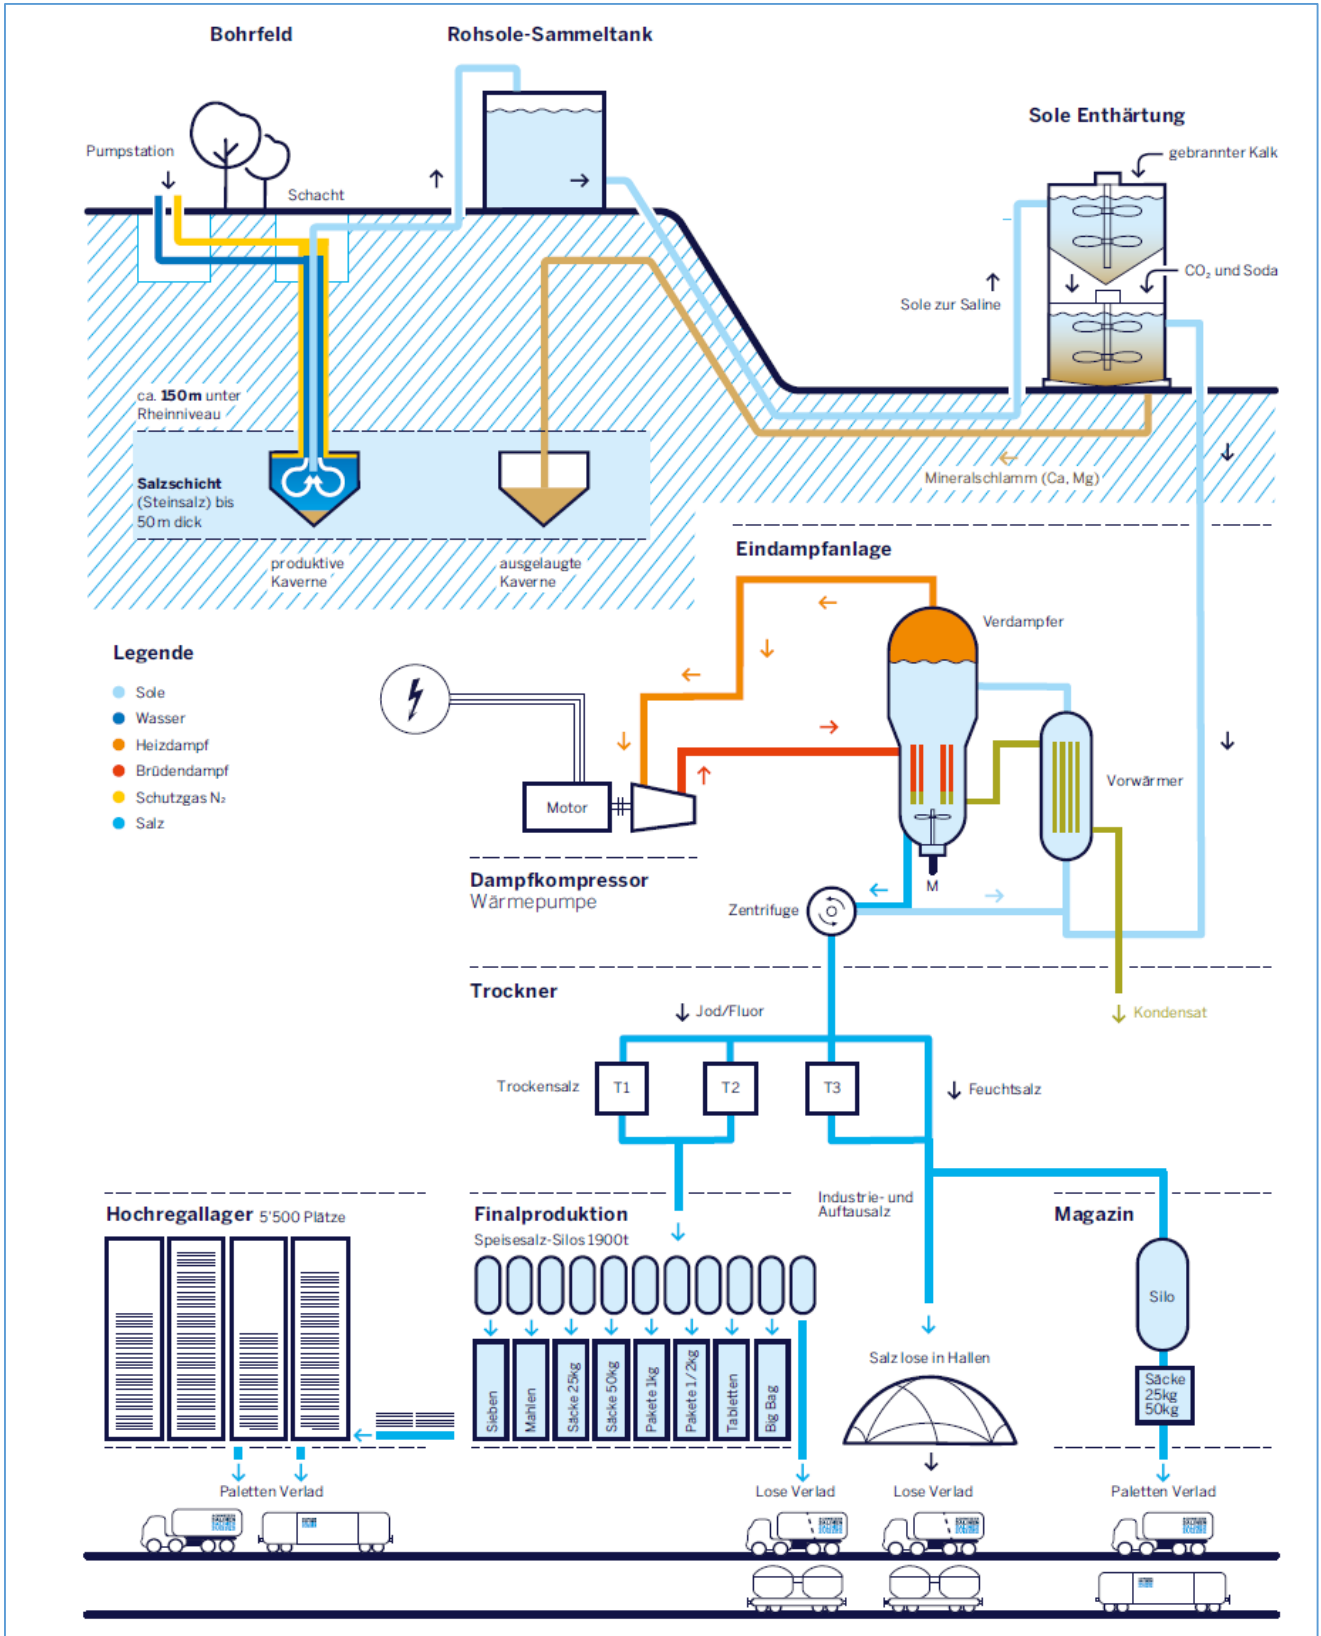 Bohrfeld
Rohsole-Sammeltank
Sole Enthärtung
gebrannter Kalk
Pumpstation
Schacht
CO₂ und Soda
Sole zur Saline
ca. 150 m unter
Rheinniveau
Salzschicht
(Steinsalz) bis
50 m dick
Mineralschlamm (Ca, Mg)
produktive
Kaverne
ausgelaugte
Kaverne
Eindampfanlage
Verdampfer
Legende
Sole
Wasser
Heizdampf
Brüdendampf
Schutzgas N₂
Salz
Vorwärmer
Motor
M
Dampfkompressor
Wärmepumpe
Zentrifuge
Trockner
Jod/Fluor
Kondensat
Trockensalz
T1
T2
T3
Feuchtsalz
Industrie- und
Auftausalz
Hochregallager 5'500 Plätze
Finalproduktion
Speisesalz-Silos 1900t
Magazin
Silo
Sieben
Mahlen
Säcke 25kg
Säcke 50kg
Pakete 1kg
Pakete 1/2kg
Tabletten
Big Bag
Salz lose in Hallen
Säcke
25kg
50kg
Paletten Verlad
Lose Verlad
Lose Verlad
Paletten Verlad